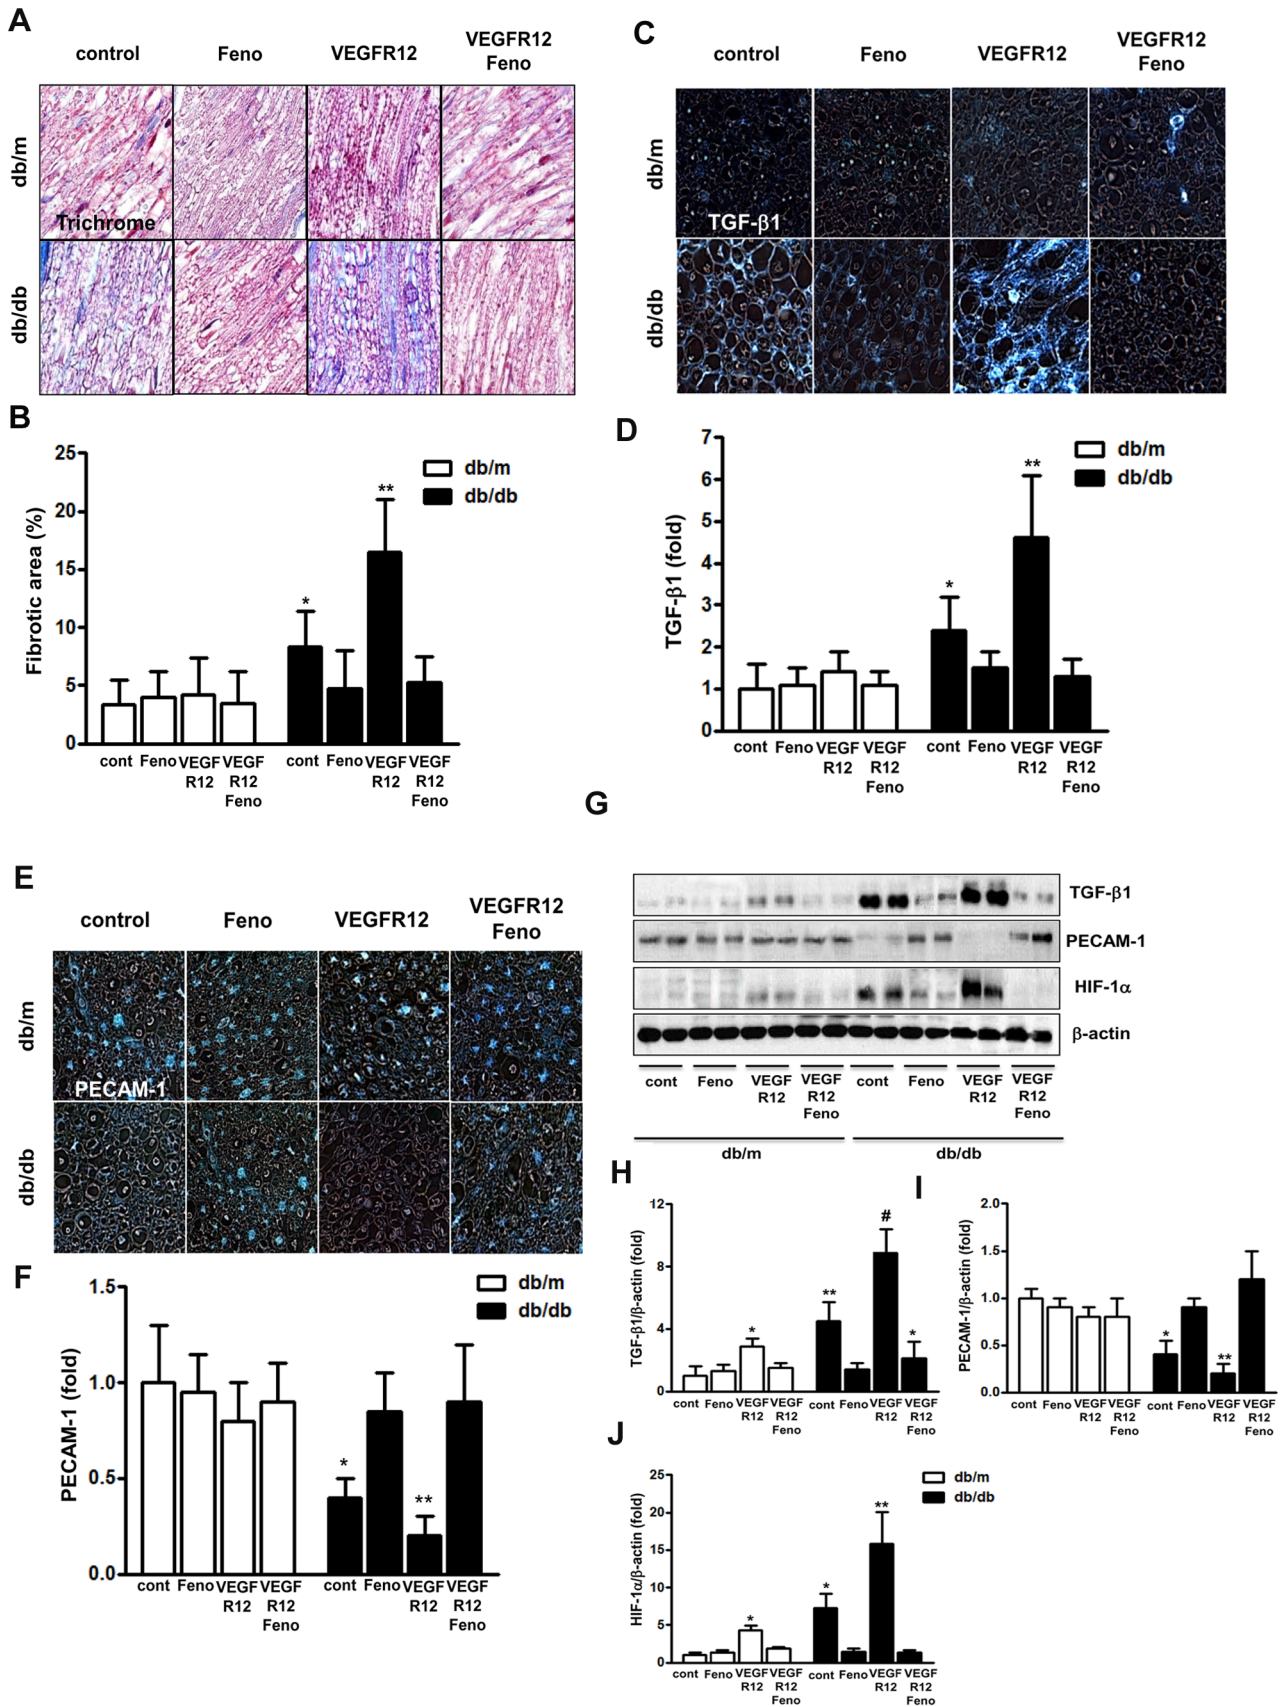 A
control Feno VEGFR12 VEGFR12
Feno
db/m
Trichrome
db/db
C
control Feno VEGFR12 VEGFR12
Feno
db/m
TGF-β1
db/db
B
25
20
15
10
5
0
Fibrotic area (%)
db/m
db/db
*
**
cont Feno VEGF VEGF cont Feno VEGF VEGF
R12 R12 R12 R12
Feno Feno
D
7
6
5
4
3
2
1
0
TGF-β1 (fold)
db/m
db/db
*
**
cont Feno VEGF VEGF cont Feno VEGF VEGF
R12 R12 R12 R12
Feno Feno
E
control Feno VEGFR12 VEGFR12
Feno
db/m
PECAM-1
db/db
G
TGF-β1
PECAM-1
HIF-1α
β-actin
cont Feno VEGF VEGF cont Feno VEGF VEGF
R12 R12 R12 R12
Feno Feno
db/m db/db
F
1.5
1.0
0.5
0.0
PECAM-1 (fold)
db/m
db/db
*
**
cont Feno VEGF VEGF cont Feno VEGF VEGF
R12 R12 R12 R12
Feno Feno
H
12
8
4
0
TGF-β1/β-actin (fold)
*
**
#
*
cont Feno VEGF VEGF cont Feno VEGF VEGF
R12 R12 R12 R12
Feno Feno
I
2.0
1.5
1.0
0.5
0.0
PECAM-1/β-actin (fold)
*
**
cont Feno VEGF VEGF cont Feno VEGF VEGF
R12 R12 R12 R12
Feno Feno
J
25
20
15
10
5
0
HIF-1α/β-actin (fold)
db/m
db/db
*
*
**
cont Feno VEGF VEGF cont Feno VEGF VEGF
R12 R12 R12 R12
Feno Feno